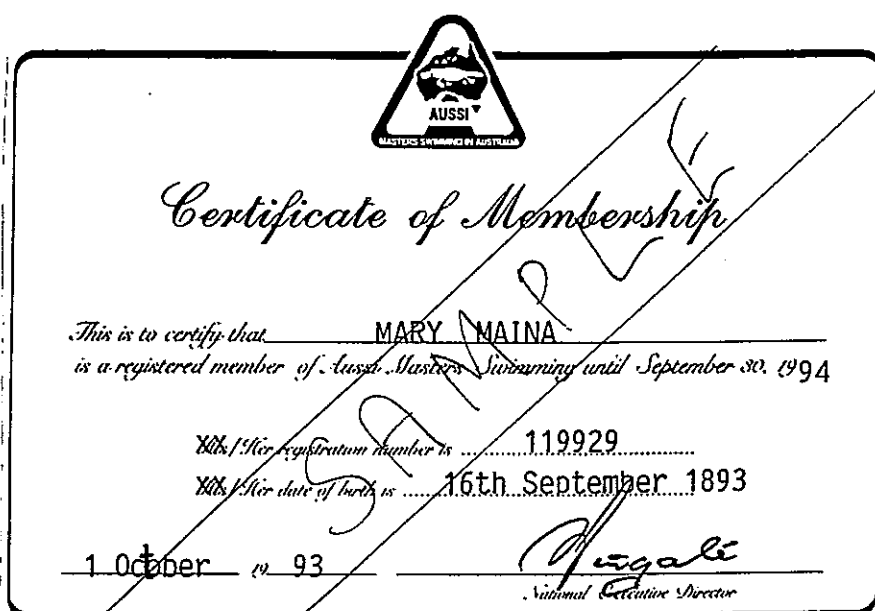 AUSSI
MASTERS SWIMMING IN AUSTRALIA
Certificate of Membership
SAMPLE
This is to certify that MARY MAINA
is a registered member of Aussi Masters Swimming until September 30, 1994
XXX/Her registration number is 119929
XXX/Her date of birth is 16th September 1893
1 October 19 93
National Executive Director